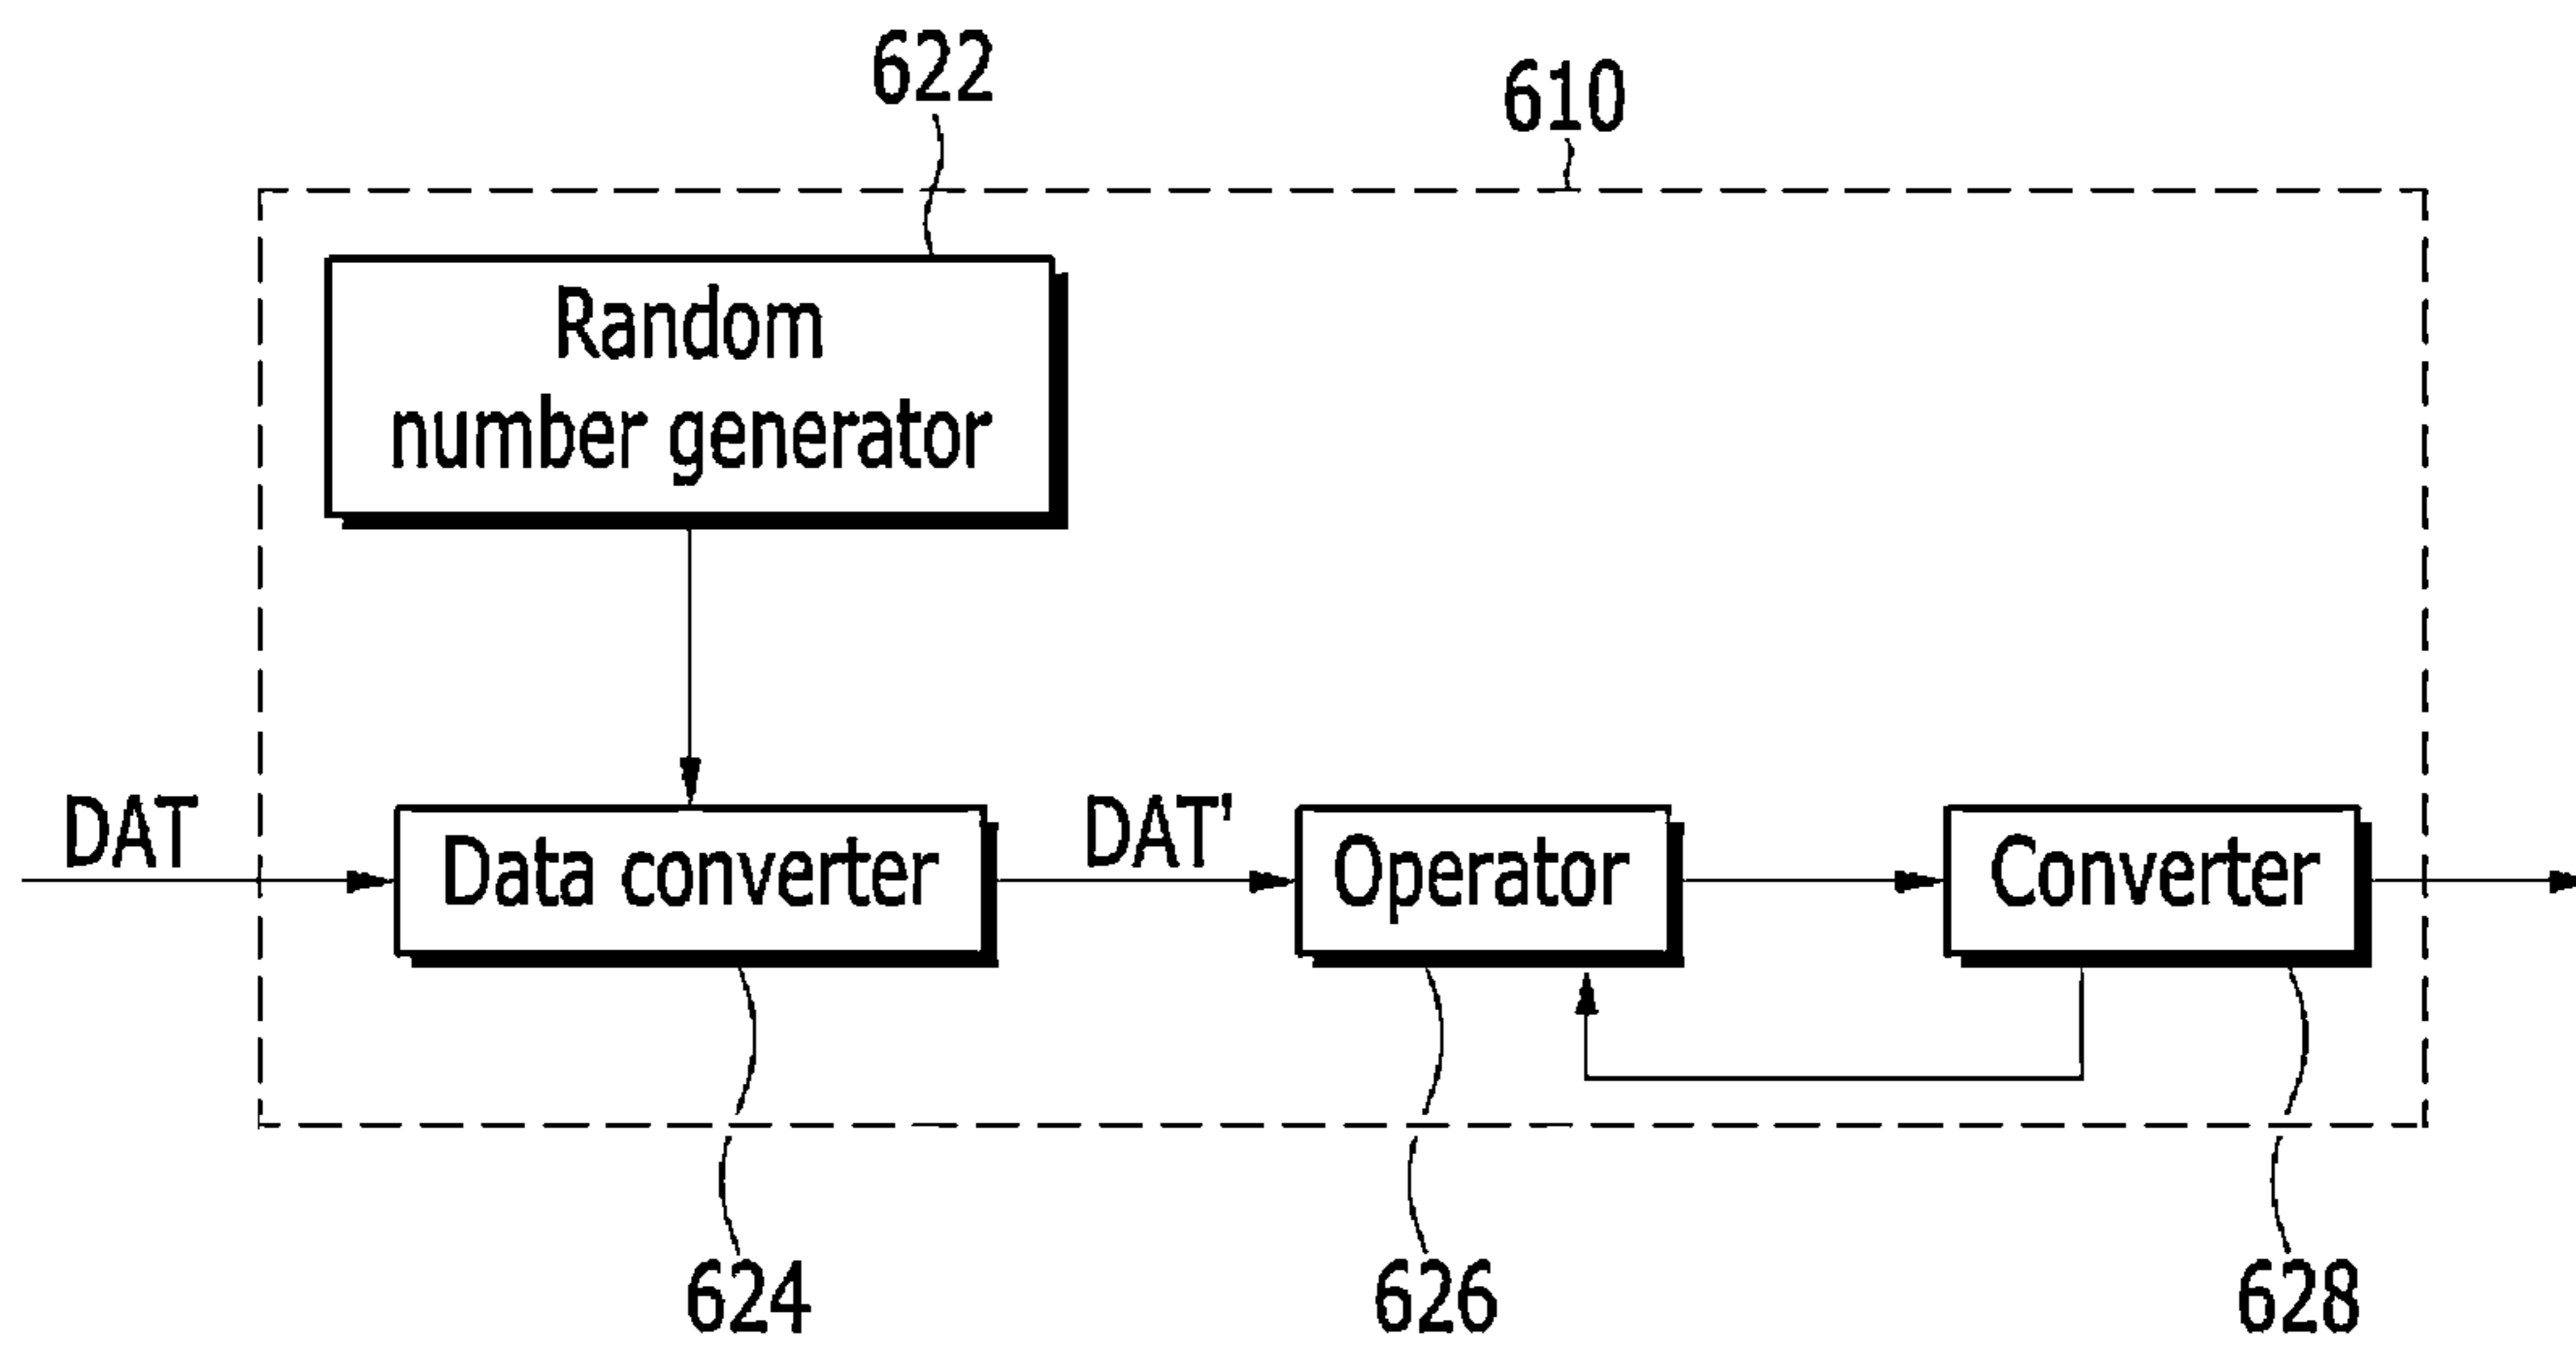 622
610
Random
number generator
DAT
Data converter
DAT'
Operator
Converter
624
626
628